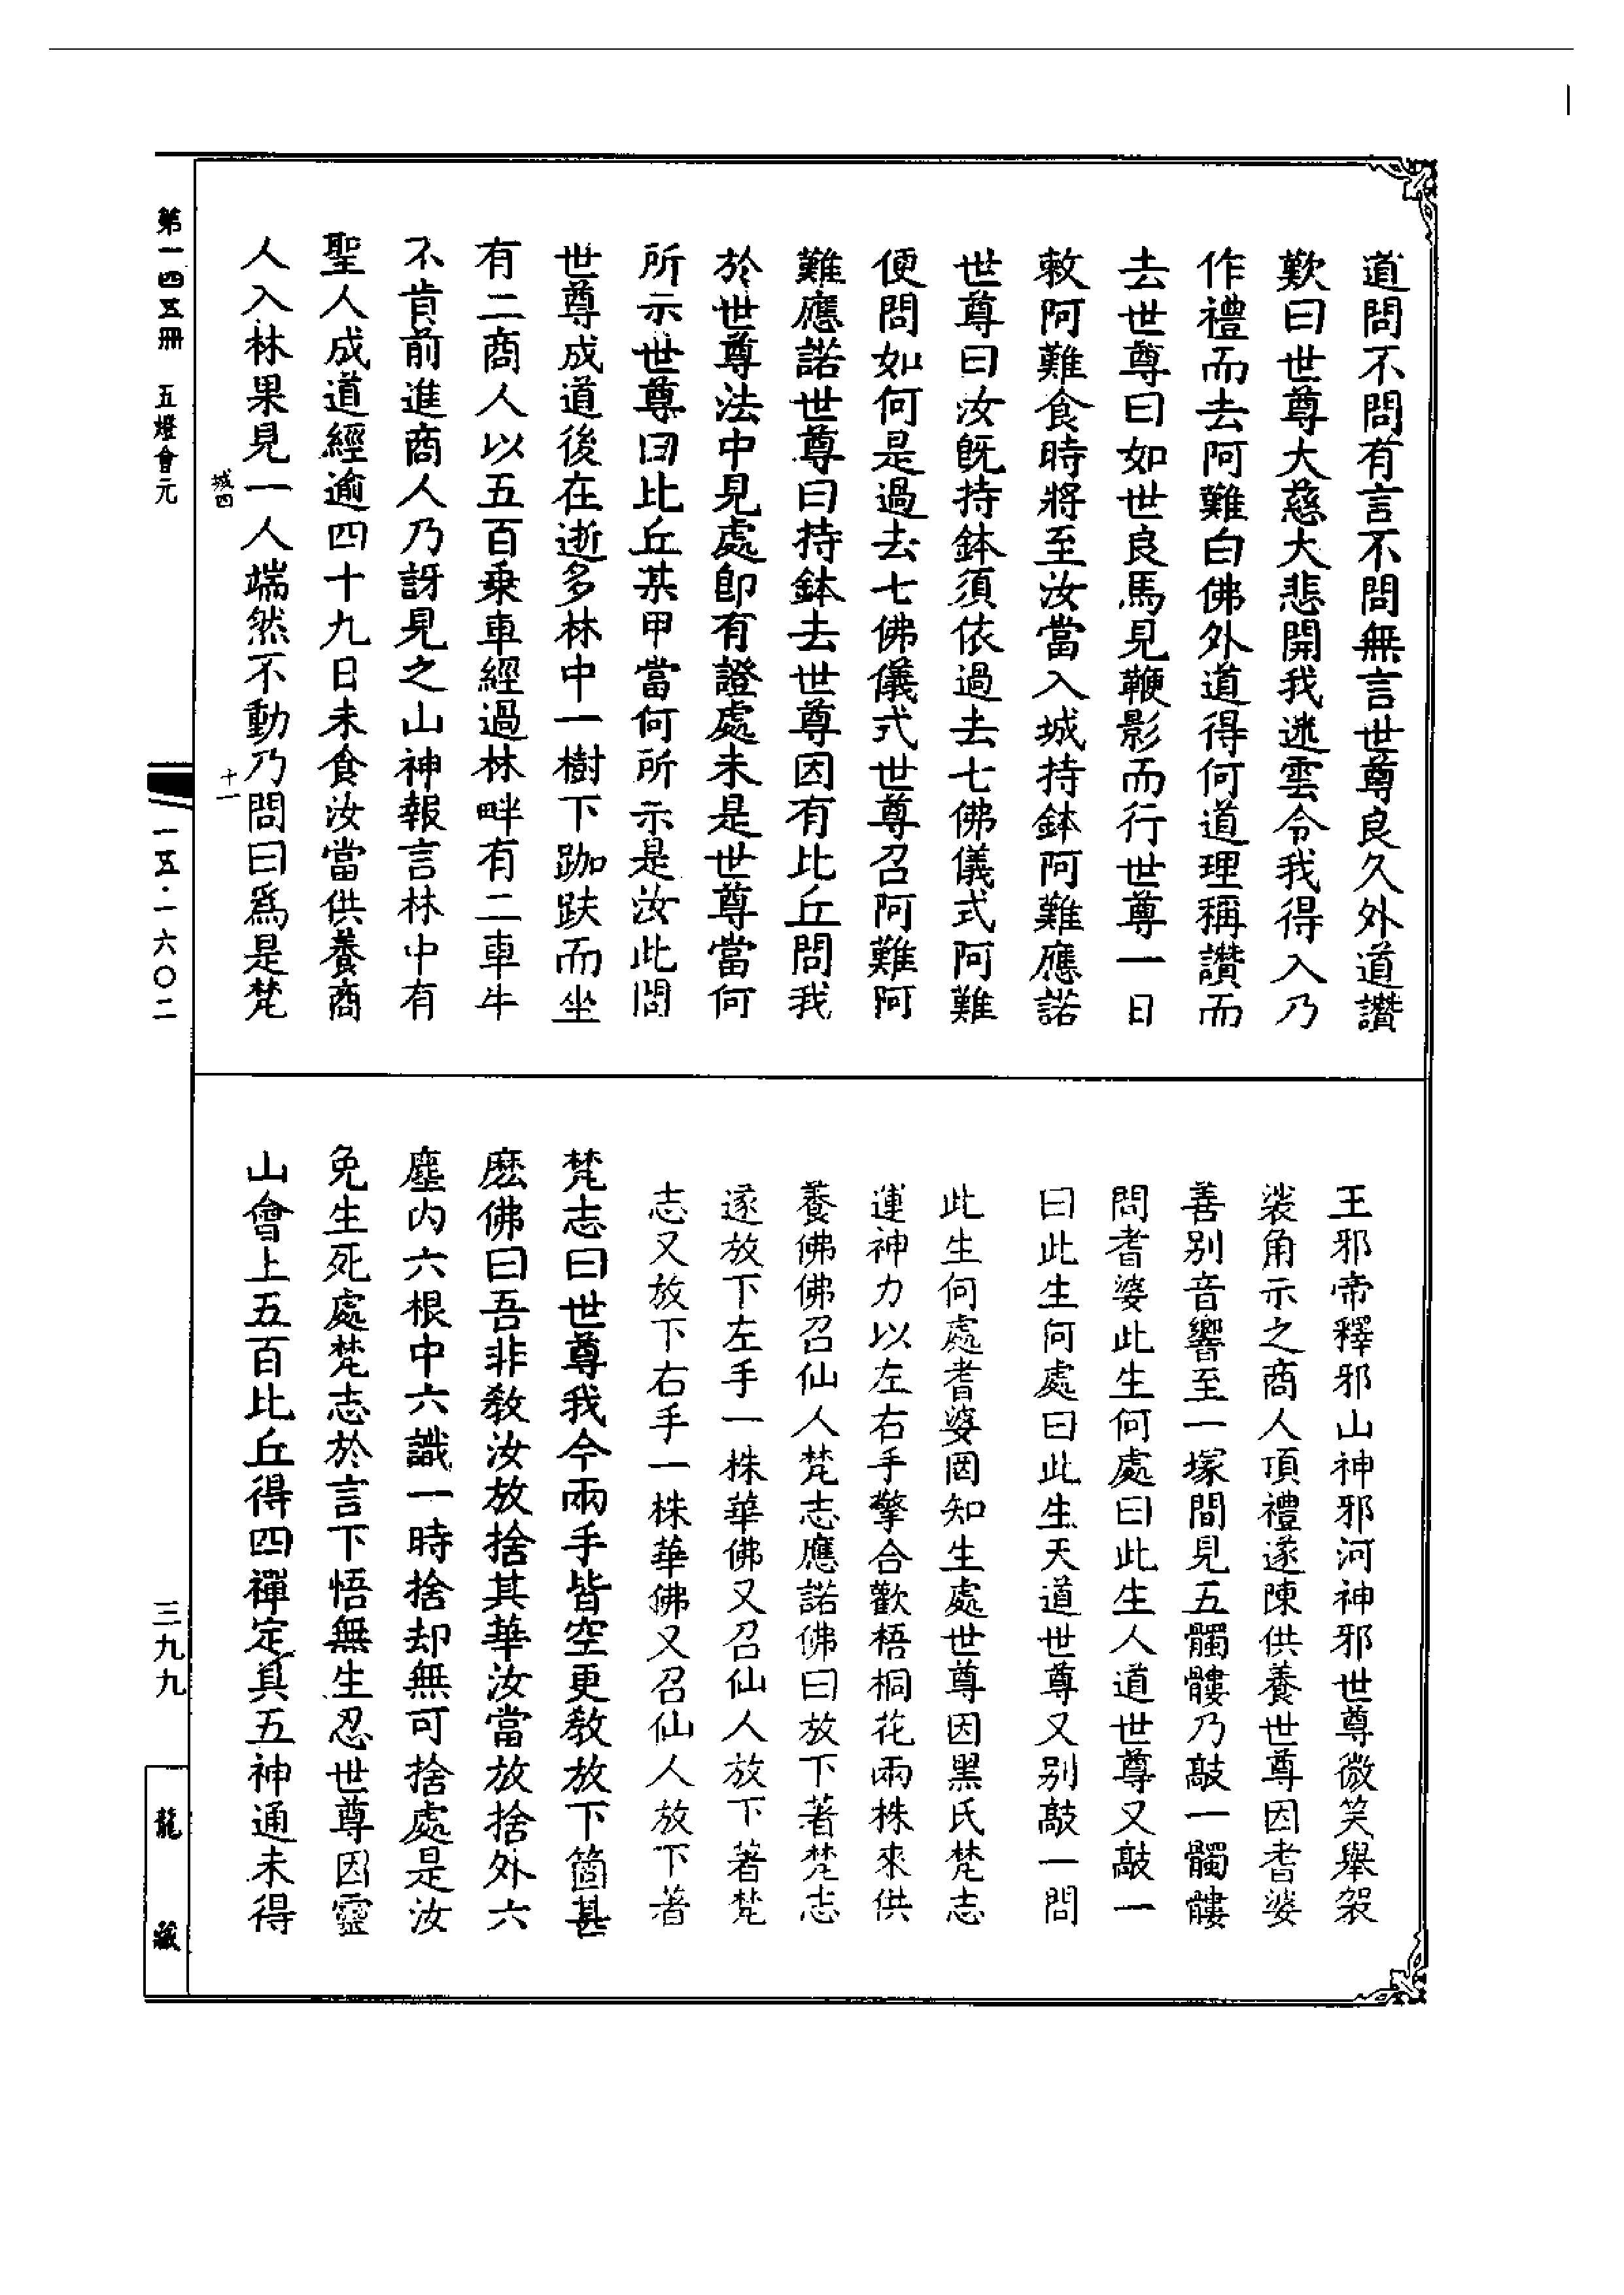 道問不問有言不問無言世尊良久外道讚
歎曰世尊大慈大悲開我迷雲令我得入乃
作禮而去阿難白佛外道得何道理稱讚而
去世尊曰如世良馬見鞭影而行世尊一日
敕阿難食時將至汝當入城持鉢阿難應諾
世尊曰汝既持鉢須依過去七佛儀式阿難
便問如何是過去七佛儀式世尊召阿難阿
難應諾世尊曰持鉢去世尊因有比丘問我
於世尊法中見處卽有證處未是世尊當何
所示世尊曰比丘某甲當何所示是汝此問
世尊成道後在逝多林中一樹下跏趺而坐
有二商人以五百乗車經過林畔有二車牛
不肯前進商人乃訝見之山神報言林中有
聖人成道經逾四十九日未食汝當供養商
人入林果見一人端然不動乃問曰爲是梵
城四
十一
王邪帝釋邪山神邪河神邪世尊微笑舉袈
裟角示之商人頂禮遂陳供養世尊因耆婆
善别音響至一塚間見五髑髏乃敲一髑髏
問耆婆此生何處曰此生人道世尊又敲一
曰此生何處曰此生天道世尊又别敲一問
此生何處耆婆罔知生處世尊因黑氏梵志
運神力以左右手擎合歡梧桐花兩株來供
養佛佛召仙人梵志應諾佛曰放下著梵志
遂放下左手一株華佛又召仙人放下著梵
志又放下右手一株華佛又召仙人放下著
梵志曰世尊我今兩手皆空更教放下箇甚
麽佛曰吾非教汝放捨其華汝當放捨外六
塵内六根中六識一時捨却無可捨處是汝
免生死處梵志於言下悟無生忍世尊因靈
山會上五百比丘得四禪定具五神通未得
第一四五冊　五燈會元
一五·一六〇二
三九九
龍藏